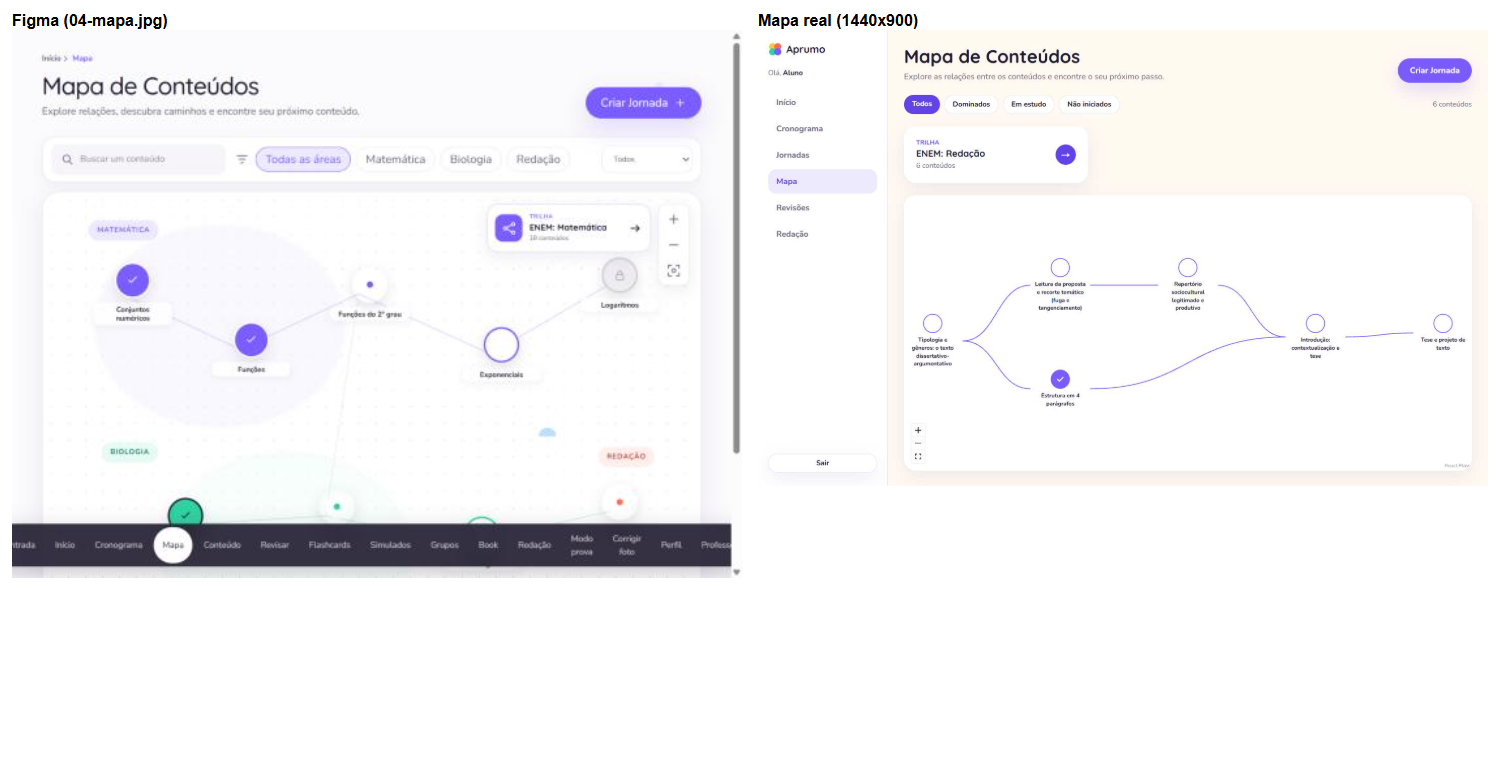 Figma (04-mapa.jpg)
Início > Mapa
Mapa de Conteúdos
Explore relações, descubra caminhos e encontre seu próximo conteúdo.
Criar Jornada +
Buscar um conteúdo
Todas as áreas
Matemática
Biologia
Redação
Todos
MATEMÁTICA
TRILHA
ENEM: Matemática
conteúdos
Conjuntos
numéricos
Funções
Funções do 2º grau
Exponenciais
Logaritmos
BIOLOGIA
REDAÇÃO
ntrada
Início
Cronograma
Mapa
Conteúdo
Revisar
Flashcards
Simulados
Grupos
Book
Redação
Modo
prova
Corrigir
foto
Perfil
Profess
Mapa real (1440x900)
Aprumo
Olá, Aluno
Início
Cronograma
Jornadas
Mapa
Revisões
Redação
Sair
Mapa de Conteúdos
Explore as relações entre os conteúdos e encontre o seu próximo passo.
Criar Jornada
Todos
Dominados
Em estudo
Não iniciados
6 conteúdos
TRILHA
ENEM: Redação
6 conteúdos
Tipologia e
gêneros: o texto
dissertativo-
argumentativo
Leitura da proposta
e recorte temático
(fuga e
tangenciamento)
Estrutura em 4
parágrafos
Repertório
sociocultural
legitimado e
produtivo
Introdução:
contextualização e
tese
Tese e projeto de
texto
React Flow